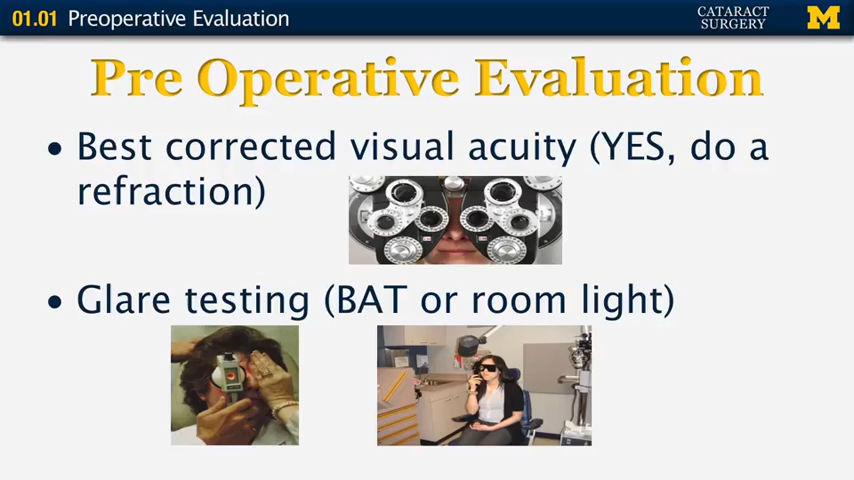 01.01 Preoperative Evaluation
CATARACT
SURGERY
M
Pre Operative Evaluation
• Best corrected visual acuity (YES, do a
refraction)
• Glare testing (BAT or room light)